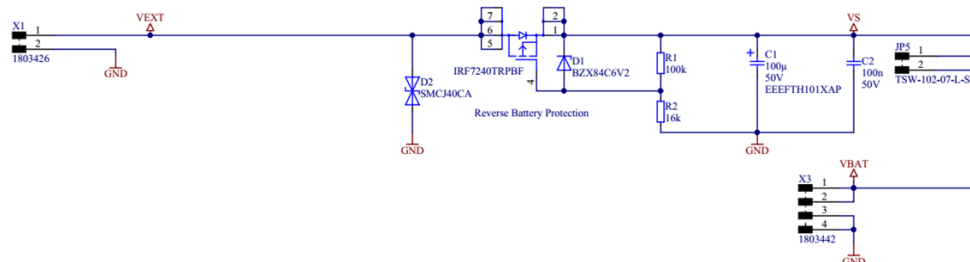 X1
1
2
1803426
VEXT
GND
D2
SMCJ40CA
GND
7
6
5
2
1
4
IRF7240TRPBF
Reverse Battery Protection
D1
BZX84C6V2
R1
100k
R2
16k
+
C1
100µ
50V
EEEFTH101XAP
GND
VS
C2
100n
50V
JP5
1
2
TSW-102-07-L-S
VBAT
X3
1
2
3
4
1803442
GND